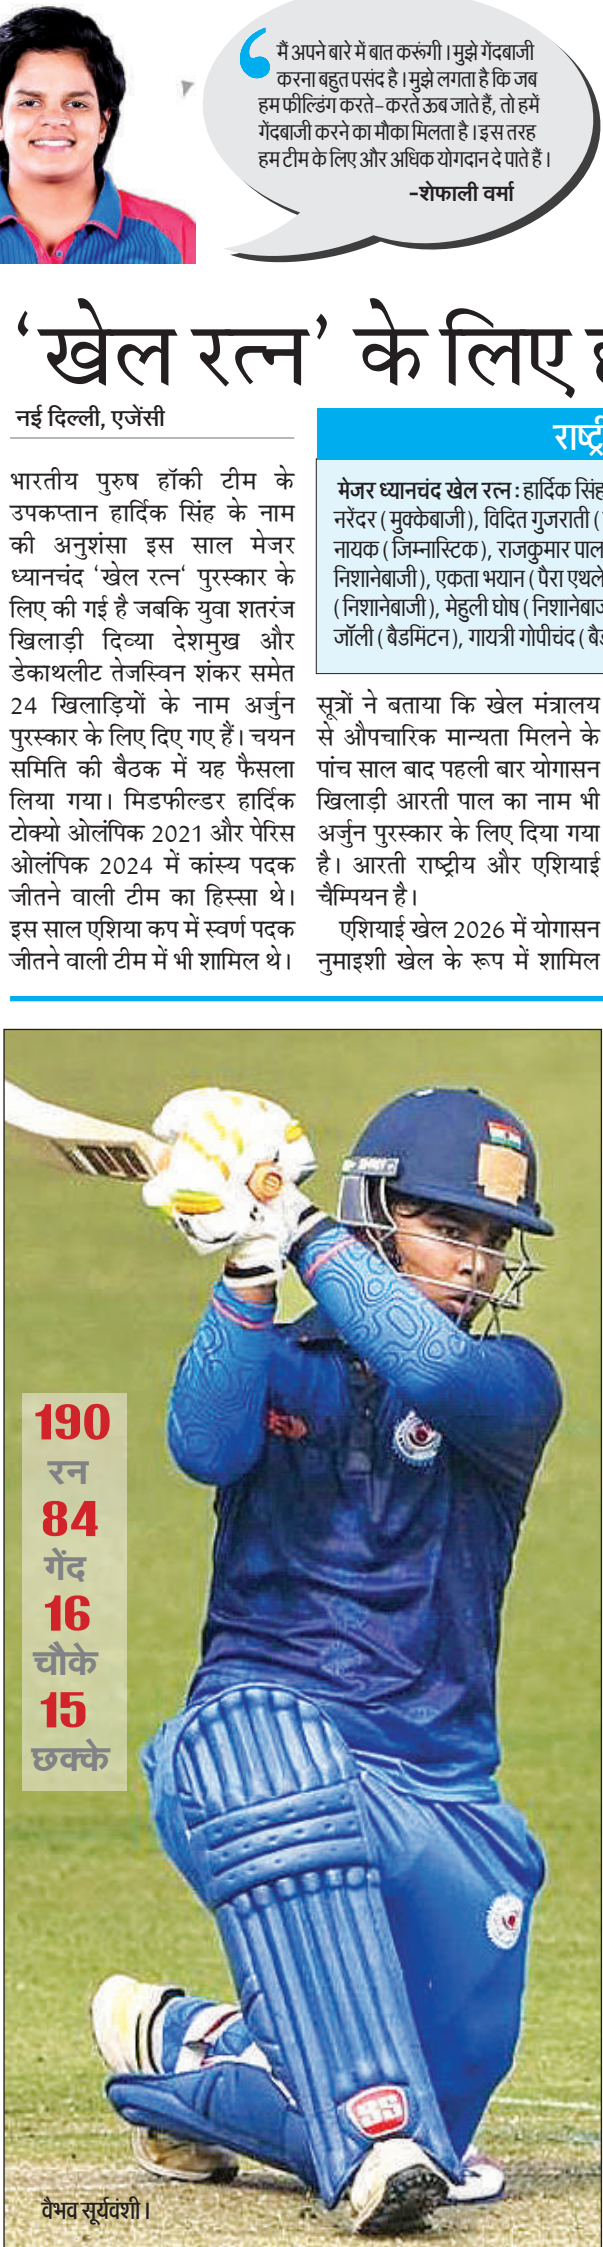 मैं अपने बारे में बात करूंगी। मुझे गेंदबाजी
करना बहुत पसंद है। मुझे लगता है कि जब
हम फील्डिंग करते-करते ऊब जाते हैं, तो हमें
गेंदबाजी करने का मौका मिलता है। इस तरह
हम टीम के लिए और अधिक योगदान दे पाते हैं।
-शेफाली वर्मा
‘खेल रत्न’ के लिए
नई दिल्ली, एजेंसी
भारतीय पुरुष हॉकी टीम के
उपकप्तान हार्दिक सिंह के नाम
की अनुशंसा इस साल मेजर
ध्यानचंद ‘खेल रत्न‘ पुरस्कार के
लिए की गई है जबकि युवा शतरंज
खिलाड़ी दिव्या देशमुख और
डेकाथलीट तेजस्विन शंकर समेत
24 खिलाड़ियों के नाम अर्जुन
पुरस्कार के लिए दिए गए हैं। चयन
समिति की बैठक में यह फैसला
लिया गया। मिडफील्डर हार्दिक
टोक्यो ओलंपिक 2021 और पेरिस
ओलंपिक 2024 में कांस्य पदक
जीतने वाली टीम का हिस्सा थे।
इस साल एशिया कप में स्वर्ण पदक
जीतने वाली टीम में भी शामिल थे।
राष्ट्री
मेजर ध्यानचंद खेल रत्न : हार्दिक सिंह
नरेंदर ( मुक्केबाजी ), विदित गुजराती (
नायक ( जिम्नास्टिक ), राजकुमार पाल
निशानेबाजी ), एकता भयान ( पैरा एथले
( निशानेबाजी ), मेहुली घोष ( निशानेबाज
जॉली ( बैडमिंटन ), गायत्री गोपीचंद ( बै
सूत्रों ने बताया कि खेल मंत्रालय
से औपचारिक मान्यता मिलने के
पांच साल बाद पहली बार योगासन
खिलाड़ी आरती पाल का नाम भी
अर्जुन पुरस्कार के लिए दिया गया
है। आरती राष्ट्रीय और एशियाई
चैम्पियन है।
एशियाई खेल 2026 में योगासन
नुमाइशी खेल के रूप में शामिल
190
रन
84
गेंद
16
चौके
15
छक्के
SS
वैभव सूर्यवंशी।